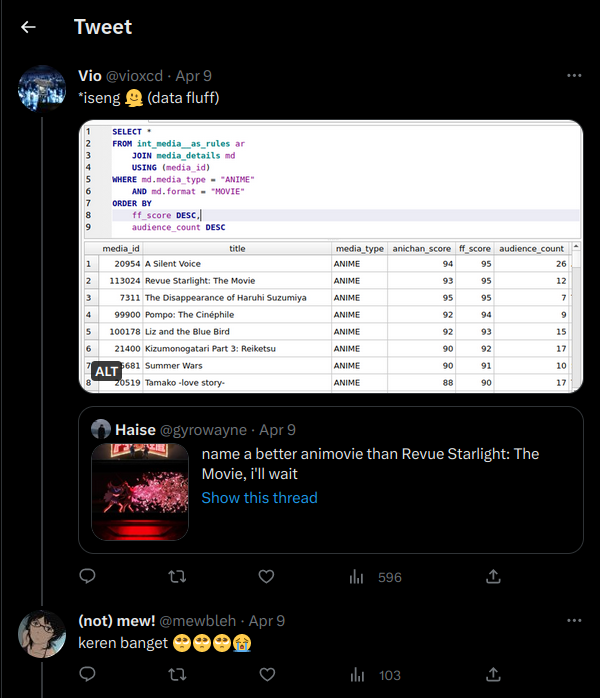 ← Tweet
Vio @vioxcd · Apr 9 ···
*iseng 🫠 (data fluff)
1 SELECT *
2 FROM int_media__as_rules ar
3 JOIN media_details md
4 USING (media_id)
5 WHERE md.media_type = "ANIME"
6 AND md.format = "MOVIE"
7 ORDER BY
8 ff_score DESC,
9 audience_count DESC
media_id title media_type anichan_score ff_score audience_count
1 20954 A Silent Voice ANIME 94 95 26
2 113024 Revue Starlight: The Movie ANIME 93 95 12
3 7311 The Disappearance of Haruhi Suzumiya ANIME 95 95 7
4 99900 Pompo: The Cinéphile ANIME 92 94 9
5 100178 Liz and the Blue Bird ANIME 92 93 15
6 21400 Kizumonogatari Part 3: Reiketsu ANIME 90 92 17
7 5681 Summer Wars ANIME 90 91 10
ALT
8 20519 Tamako -love story- ANIME 88 90 17
Haise @gyrowayne · Apr 9
name a better animovie than Revue Starlight: The
Movie, i'll wait
Show this thread
596
(not) mew! @mewbleh · Apr 9 ···
keren banget 🥺🥺🥺😭
103